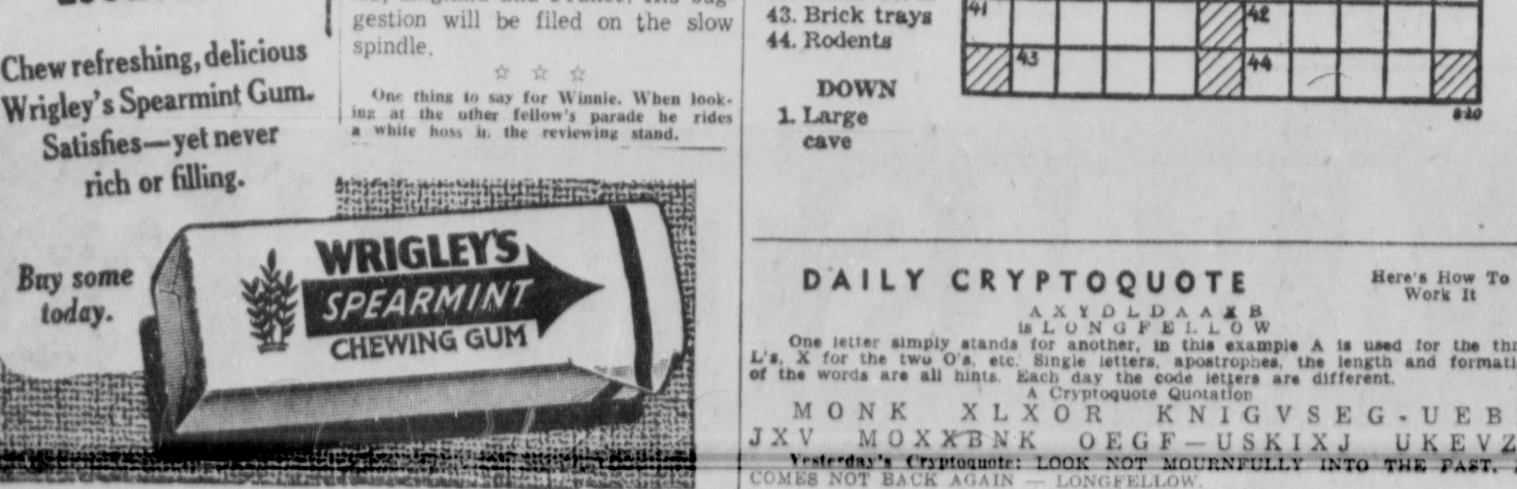 Chew refreshing, delicious
Wrigley's Spearmint Gum.
Satisfies—yet never
rich or filling.
Buy some
today.
WRIGLEY'S
SPEARMINT
CHEWING GUM
gestion will be filed on the slow
spindle.
☆ ☆ ☆
One thing to say for Winnie. When look-
ing at the other fellow's parade he rides
a white hoss in the reviewing stand.
43. Brick trays
44. Rodents
DOWN
1. Large
cave
41 42
43 44
8-20
DAILY CRYPTOQUOTE
Here's How To
Work It
A X Y D L B A A X B
is L O N G F E L L O W
One letter simply stands for another, in this example A is used for the
L's, X for the two O's, etc. Single letters, apostrophes, the length and
of the words are all hints. Each day the code letters are different.
A Cryptoquote Quotation
M O N K X L X O R K N I G V S E G - U E B
J X V M O X X B N K O E G F — U S K I X J U K E V Z
Yesterday's Cryptoquote: LOOK NOT MOURNFULLY INTO THE PAST.
COMES NOT BACK AGAIN — LONGFELLOW.